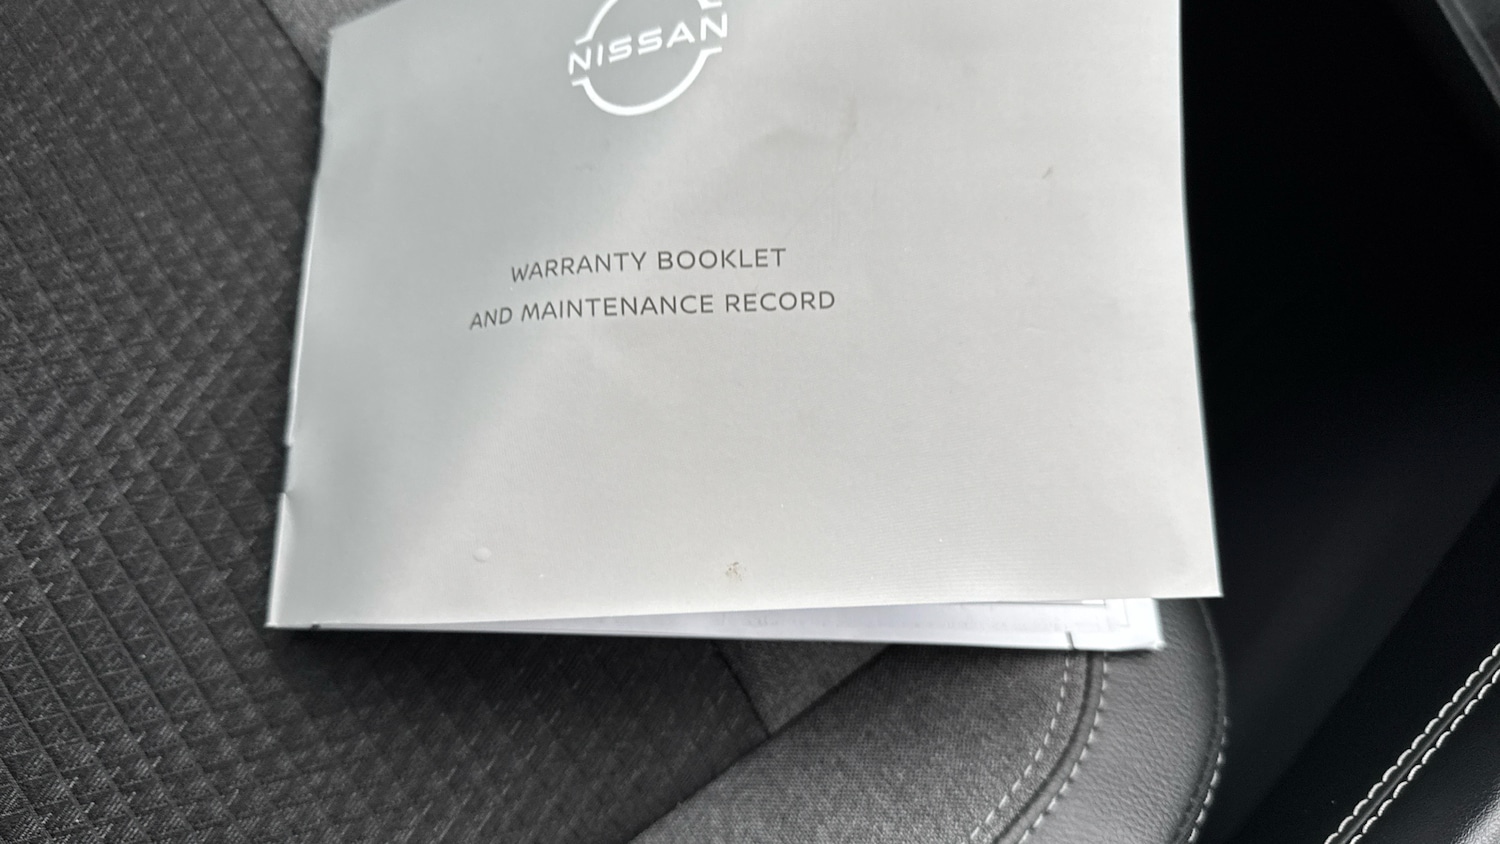 NISSAN
WARRANTY BOOKLET
AND MAINTENANCE RECORD